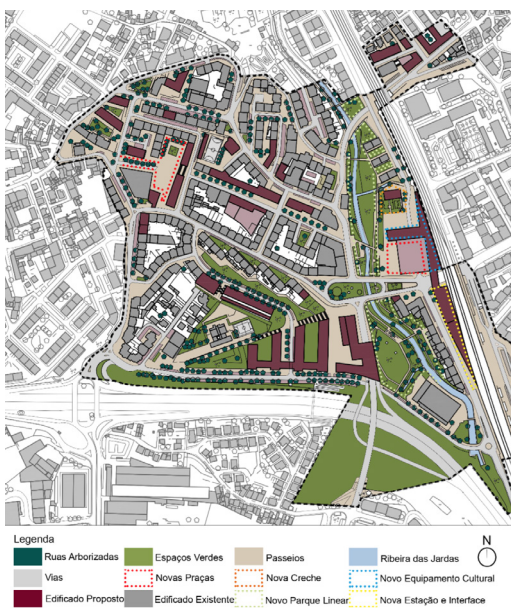 Legenda
N
Ruas Arborizadas Espaços Verdes Passeios Ribeira das Jardas
Vias Novas Praças Nova Creche Novo Equipamento Cultural
Edificado Proposto Edificado Existente Novo Parque Linear Nova Estação e Interface